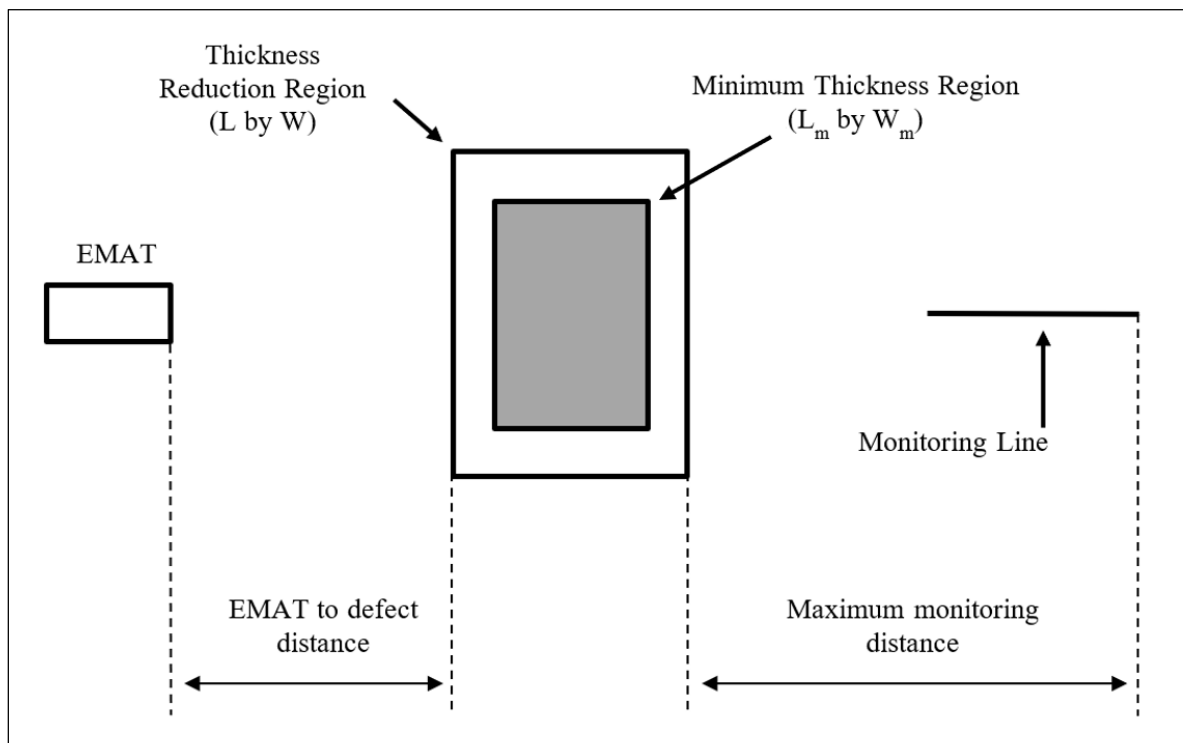 Thickness
Reduction Region
(L by W)
Minimum Thickness Region
(Lm by Wm)
EMAT
Monitoring Line
EMAT to defect
distance
Maximum monitoring
distance